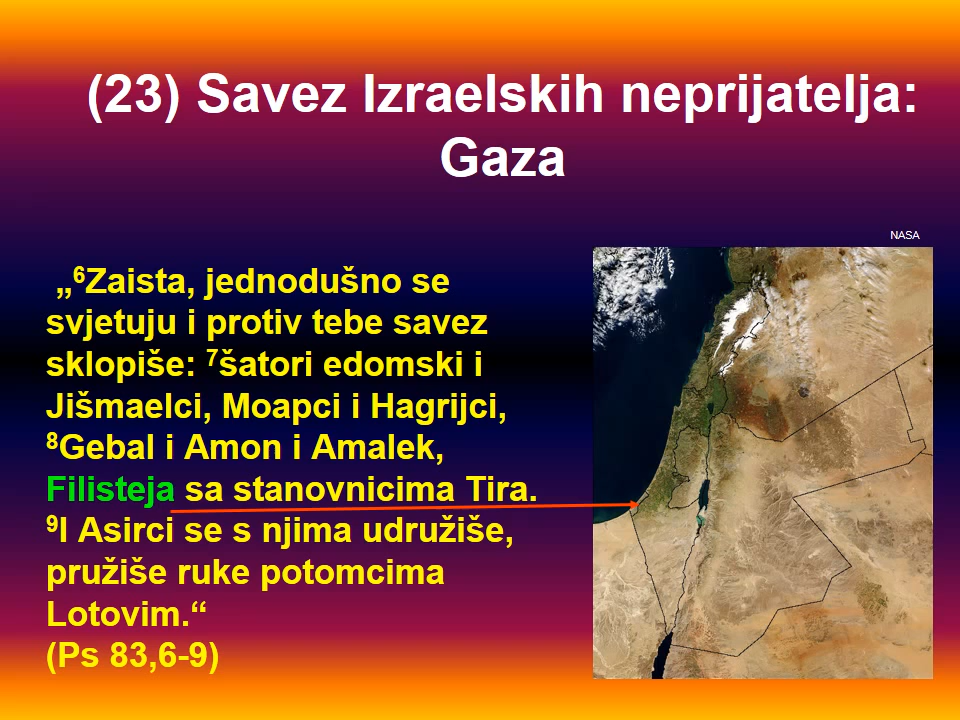 (23) Savez Izraelskih neprijatelja:
Gaza
NASA
„⁶Zaista, jednodušno se
svjetuju i protiv tebe savez
sklopiše: ⁷šatori edomski i
Jišmaelci, Moapci i Hagrijci,
⁸Gebal i Amon i Amalek,
Filisteja sa stanovnicima Tira.
⁹I Asirci se s njima udružiše,
pružiše ruke potomcima
Lotovim.“
(Ps 83,6-9)